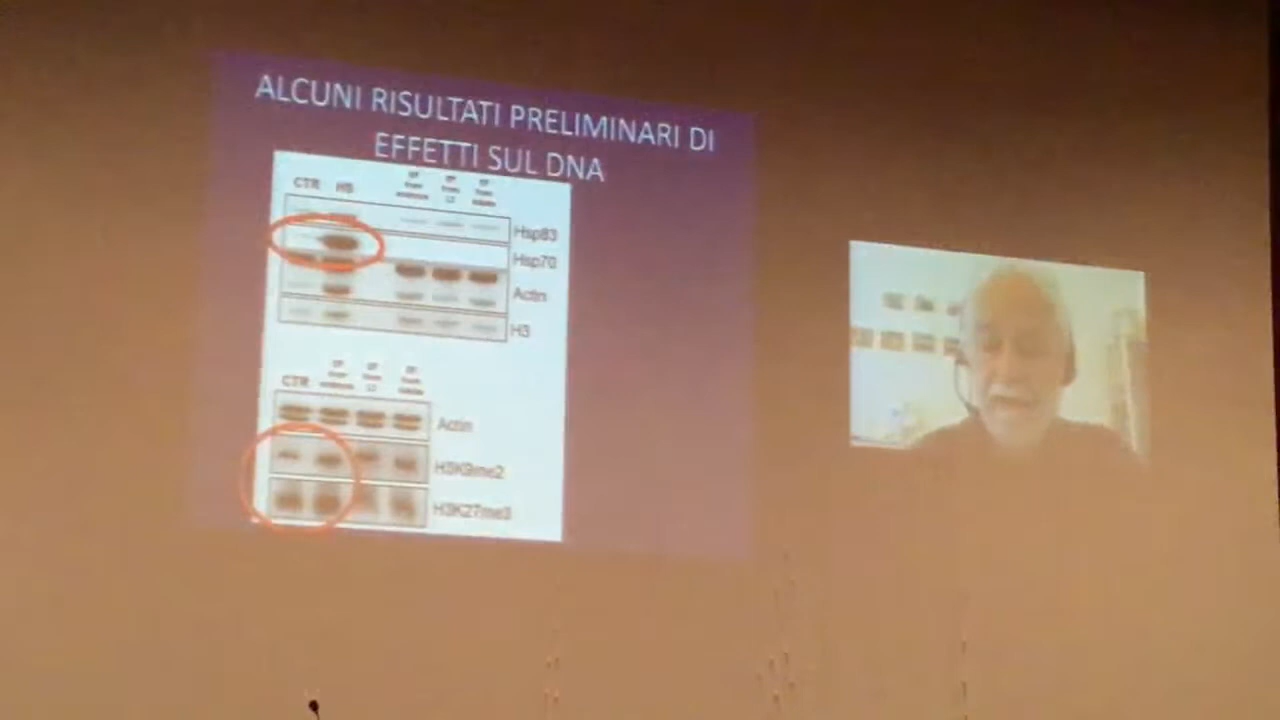 ALCUNI RISULTATI PRELIMINARI DI
EFFETTI SUL DNA
CTR HS
Hsp83
Hsp70
Actin
H3
CTR
Actin
H3K9me2
H3K27me3